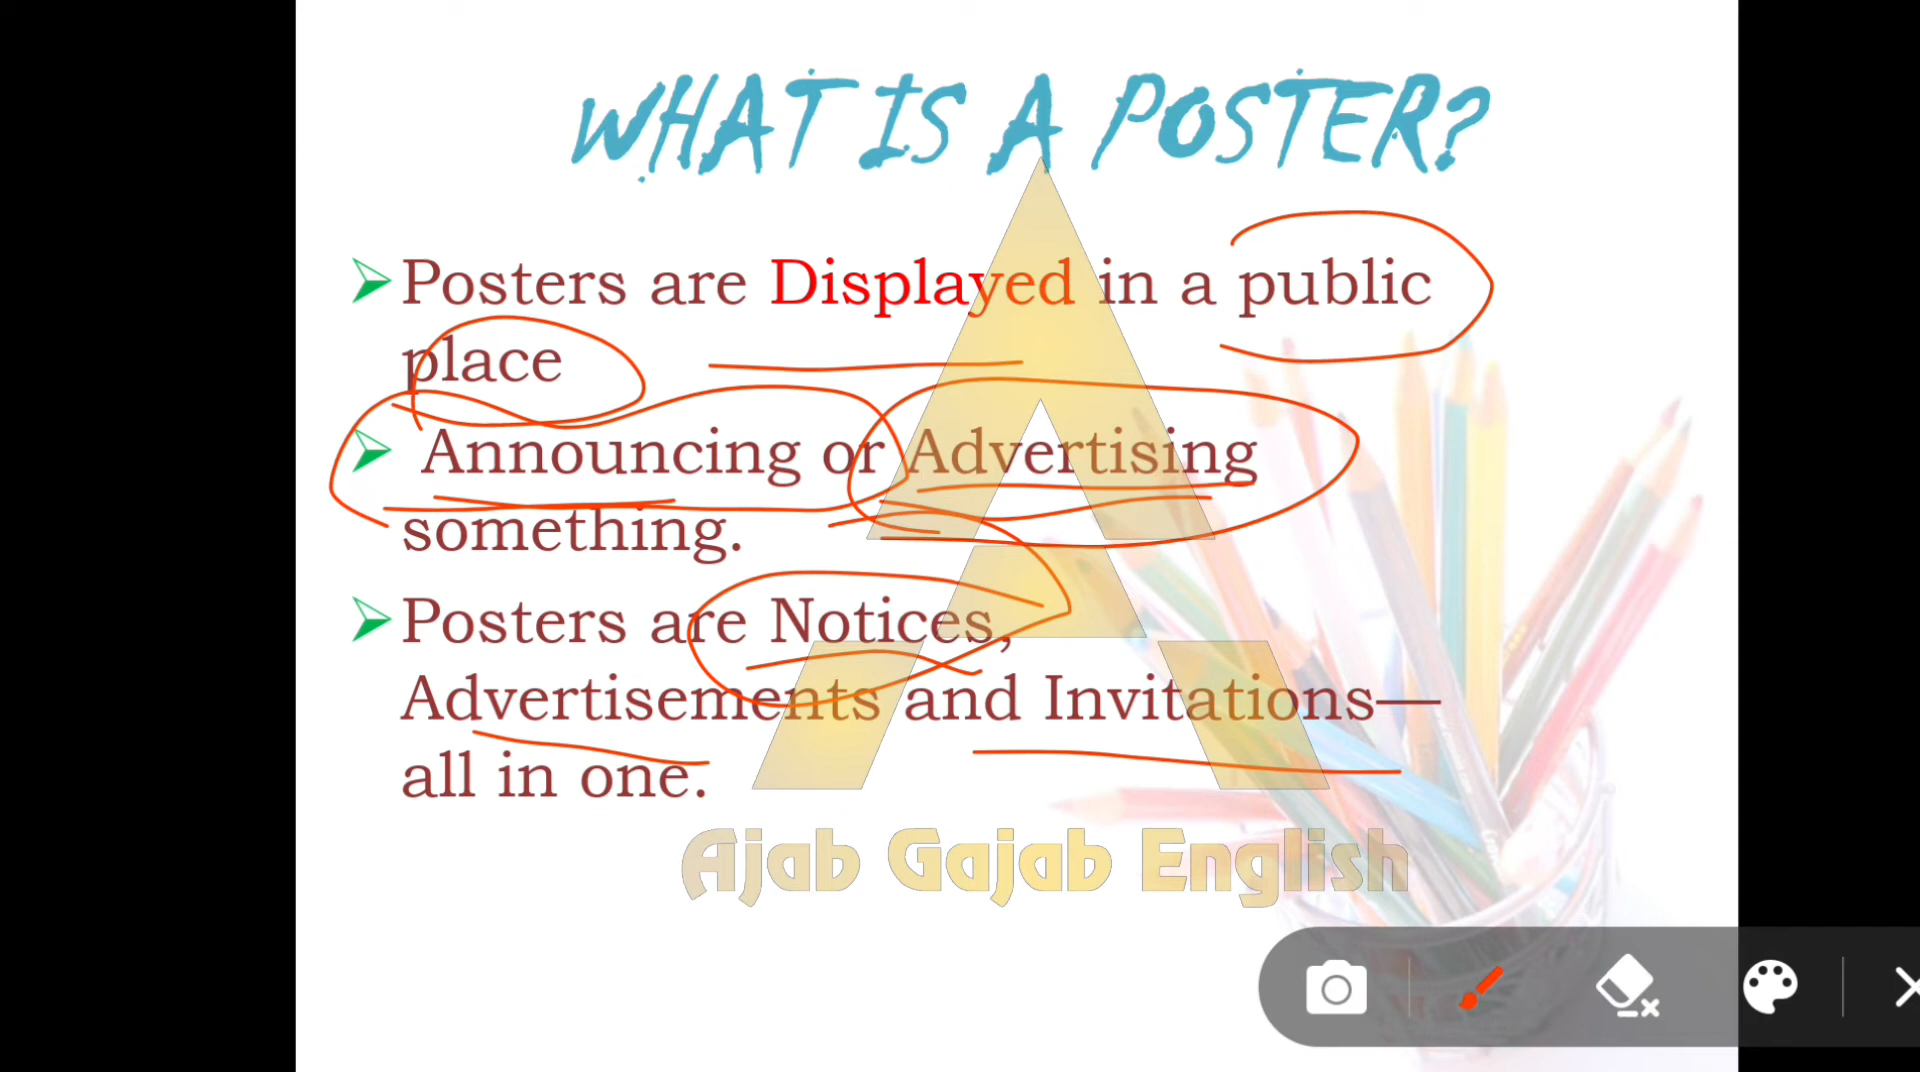 WHAT IS A POSTER?
Posters are Displayed in a public
place
Announcing or Advertising
something.
Posters are Notices,
Advertisements and Invitations—
all in one.
Ajab Gajab English